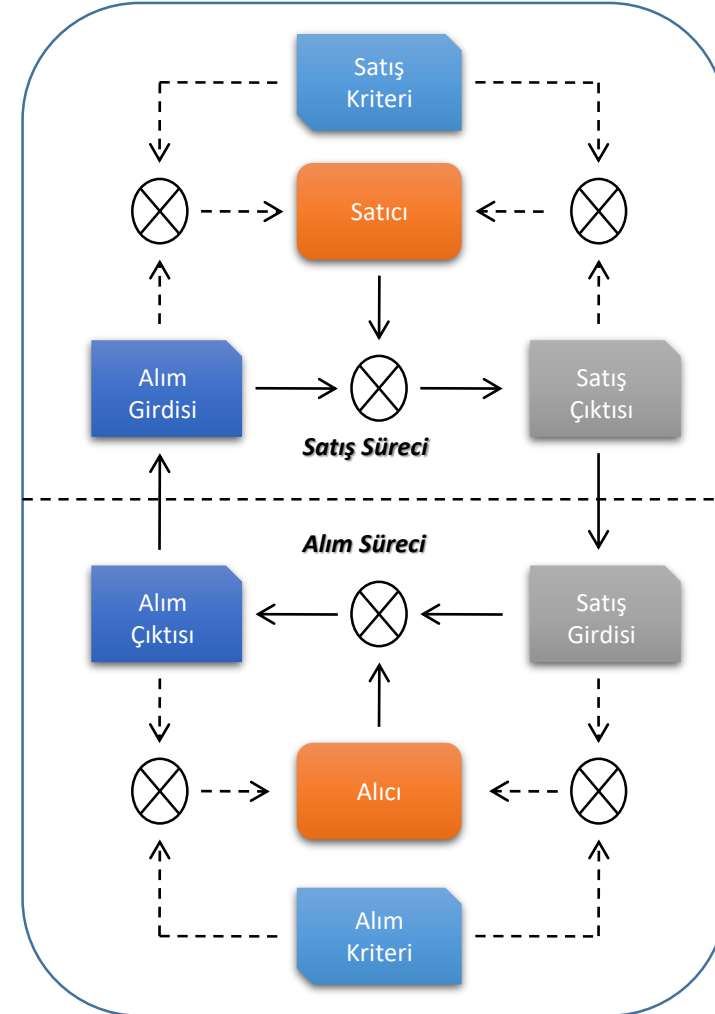 Satış
Kriteri
Satıcı
Alım
Girdisi
Satış
Çıktısı
Satış Süreci
Alım Süreci
Alım
Çıktısı
Satış
Girdisi
Alıcı
Alım
Kriteri